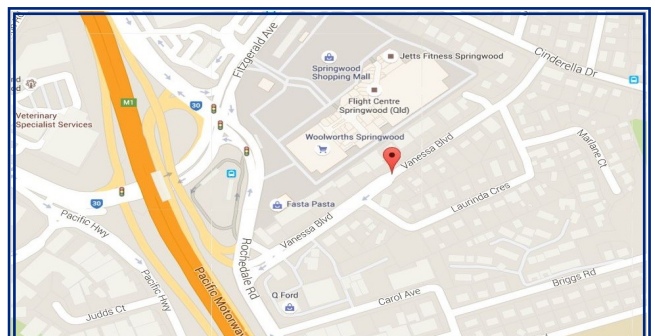 Fitzgerald Ave
Springwood
Shopping Mall
Jetts Fitness Springwood
Cinderella Dr
Flight Centre
Springwood (Qld)
M1
30
Veterinary
Specialist Services
Woolworths Springwood
Vanessa Blvd
Marlane Ct
Laurinda Cres
30
Fasta Pasta
Pacific Hwy
Vanessa Blvd
Rochedale Rd
Pacific Hwy
Pacific Motorway
Q Ford
Carol Ave
Briggs Rd
Judds Ct